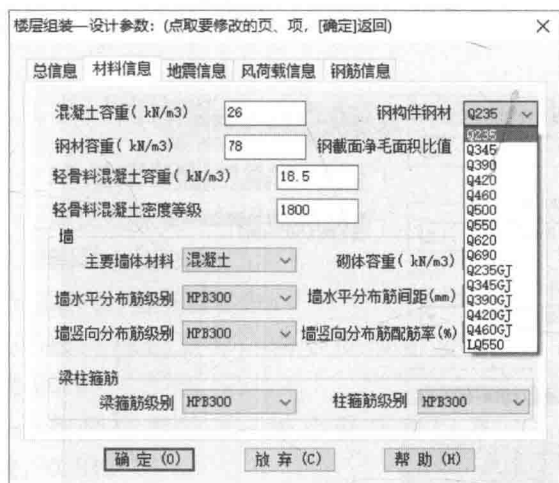 楼层组装—设计参数：(点取要修改的页、项，[确定]返回)
总信息 材料信息 地震信息 风荷载信息 钢筋信息
混凝土容重( kN/m3) 26 钢构件钢材 Q235
钢材容重( kN/m3) 78 钢截面净毛面积比值
轻骨料混凝土容重( kN/m3) 18.5
轻骨料混凝土密度等级 1800
Q235
Q345
Q390
Q420
Q460
Q500
Q550
Q620
Q690
Q235GJ
Q345GJ
Q390GJ
Q420GJ
Q460GJ
LQ550
墙
主要墙体材料 混凝土 砌体容重( kN/m3)
墙水平分布筋级别 HPB300 墙水平分布筋间距(mm)
墙竖向分布筋级别 HPB300 墙竖向分布筋配筋率(%)
梁柱箍筋
梁箍筋级别 HPB300 柱箍筋级别 HPB300
确 定 (O) 放 弃 (C) 帮 助 (H)